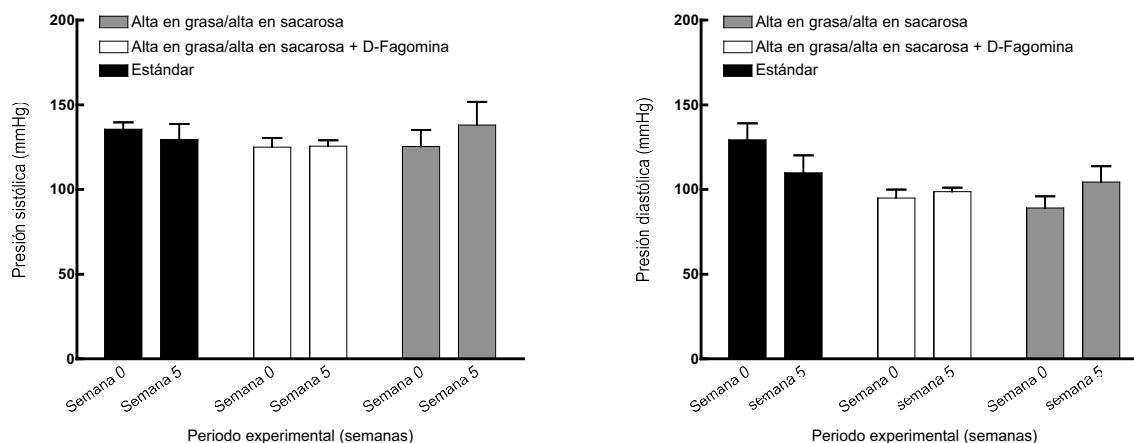 Alta en grasa/alta en sacarosa
Alta en grasa/alta en sacarosa + D-Fagomina
Estándar
Presión sistólica (mmHg)
200
150
100
50
0
Semana 0
Semana 5
Semana 0
Semana 5
Semana 0
Semana 5
Periodo experimental (semanas)
Alta en grasa/alta en sacarosa
Alta en grasa/alta en sacarosa + D-Fagomina
Estándar
Presión diastólica (mmHg)
200
150
100
50
0
Semana 0
semana 5
Semana 0
semana 5
Semana 0
semana 5
Periodo experimental (semanas)